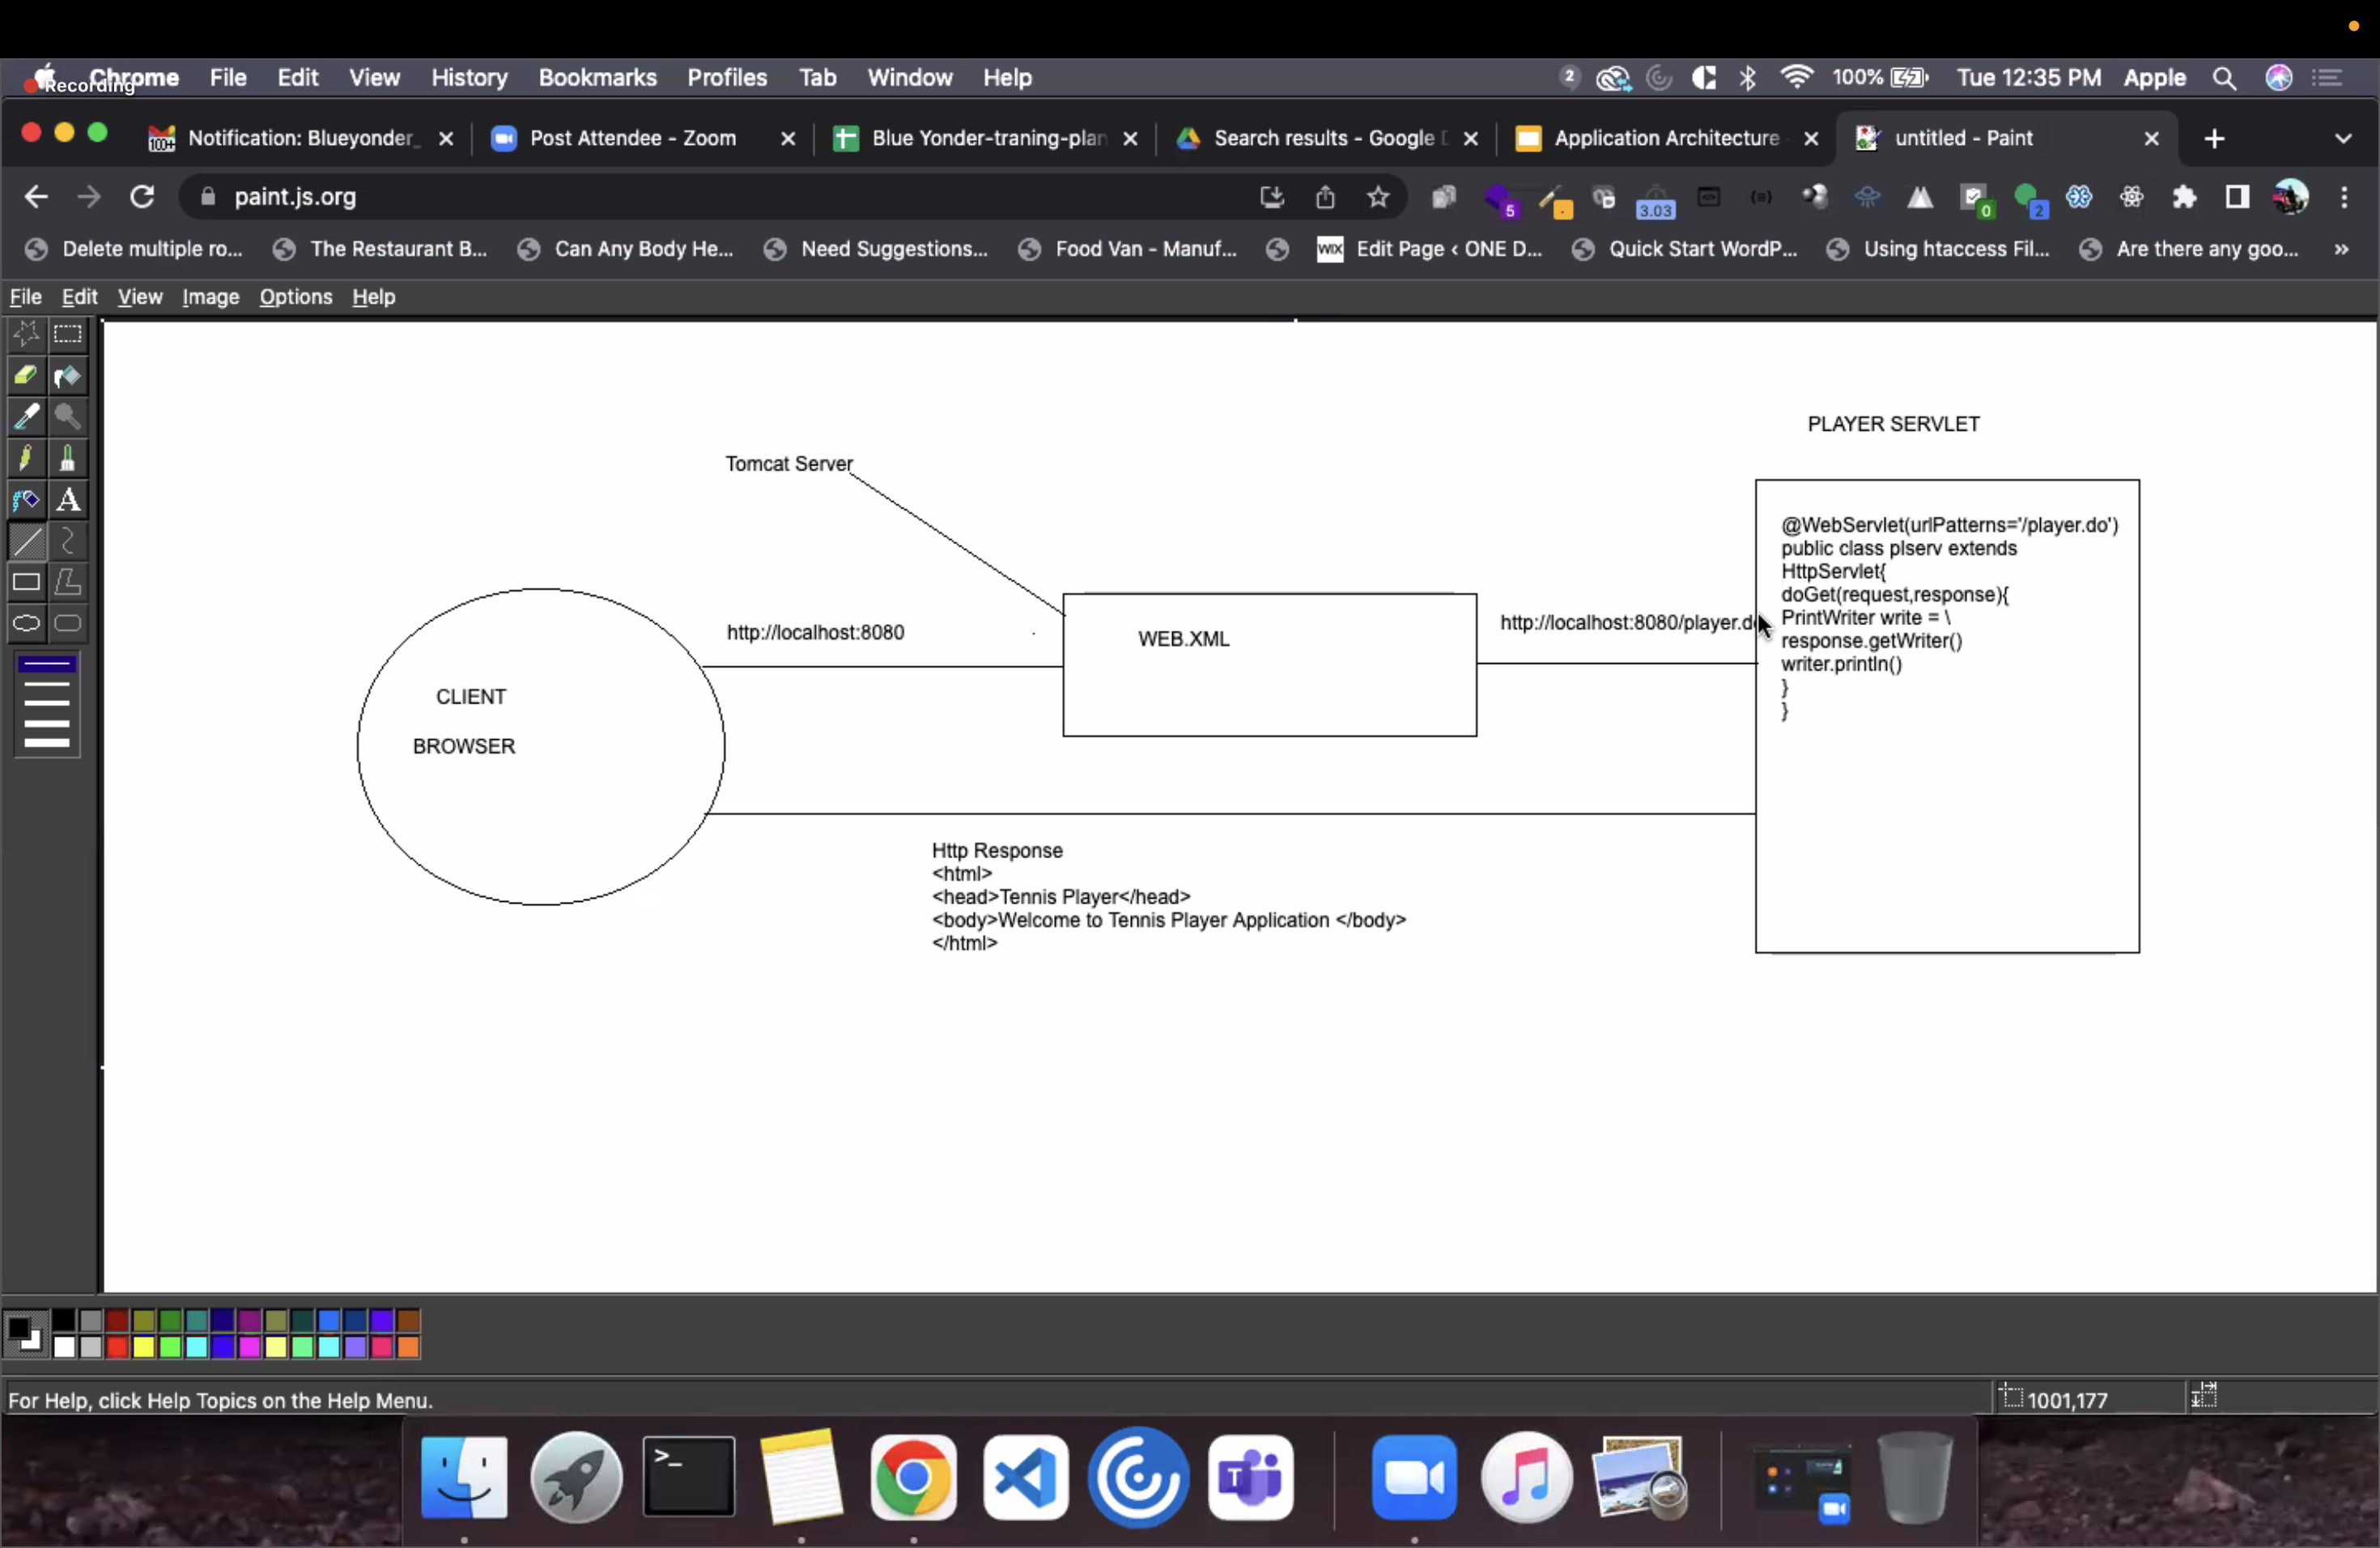 Chrome File Edit View History Bookmarks Profiles Tab Window Help 2 100% Tue 12:35 PM Apple
Recording
100+ Notification: Blueyonder_ Post Attendee - Zoom Blue Yonder-traning-plan Search results - Google D Application Architecture untitled - Paint
paint.js.org 5 3.03 0 2
Delete multiple ro... The Restaurant B... Can Any Body He... Need Suggestions... Food Van - Manuf... WIX Edit Page ‹ ONE D... Quick Start WordP... Using htaccess Fil... Are there any goo... »
File Edit View Image Options Help
A
PLAYER SERVLET
Tomcat Server
@WebServlet(urlPatterns='/player.do')
public class plserv extends
HttpServlet{
doGet(request,response){
PrintWriter write = \
response.getWriter()
writer.println()
}
}
http://localhost:8080
WEB.XML
http://localhost:8080/player.do
CLIENT
BROWSER
Http Response
<html>
<head>Tennis Player</head>
<body>Welcome to Tennis Player Application </body>
</html>
For Help, click Help Topics on the Help Menu. 1001,177
>_
T